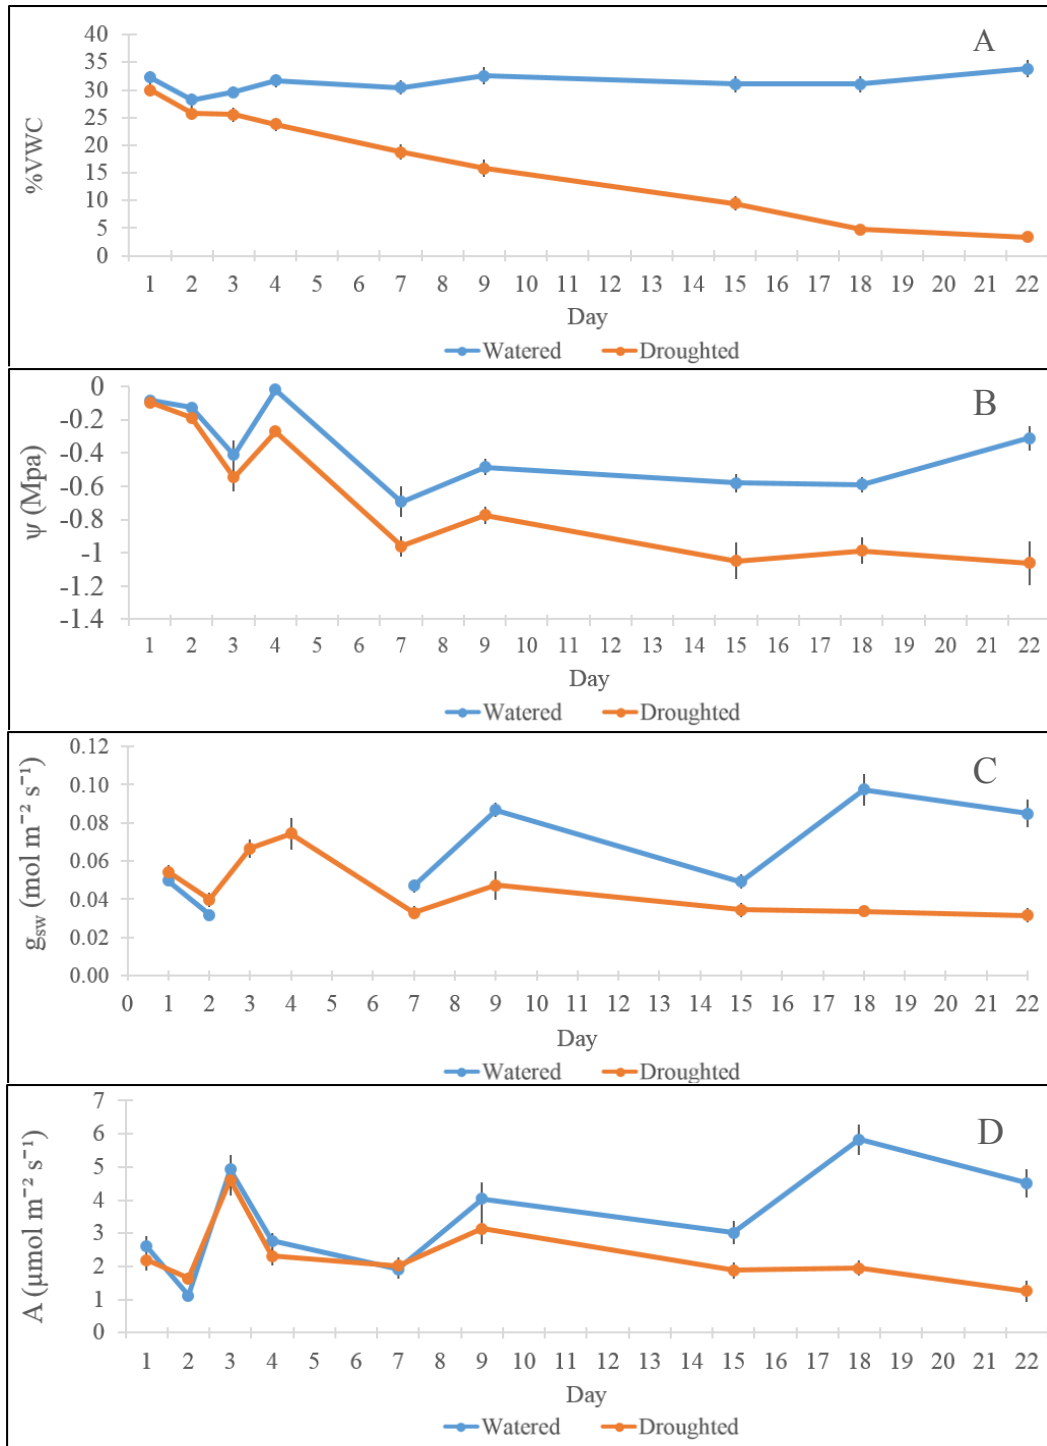 A
%VWC
40
35
30
25
20
15
10
5
0
1 2 3 4 5 6 7 8 9 10 11 12 13 14 15 16 17 18 19 20 21 22
Day
Watered Droughted
B
ψ (Mpa)
0
-0.2
-0.4
-0.6
-0.8
-1
-1.2
-1.4
1 2 3 4 5 6 7 8 9 10 11 12 13 14 15 16 17 18 19 20 21 22
Day
Watered Droughted
C
gsw (mol m⁻² s⁻¹)
0.12
0.10
0.08
0.06
0.04
0.02
0.00
0 1 2 3 4 5 6 7 8 9 10 11 12 13 14 15 16 17 18 19 20 21 22
Day
Watered Droughted
D
A (µmol m⁻² s⁻¹)
7
6
5
4
3
2
1
0
1 2 3 4 5 6 7 8 9 10 11 12 13 14 15 16 17 18 19 20 21 22
Day
Watered Droughted